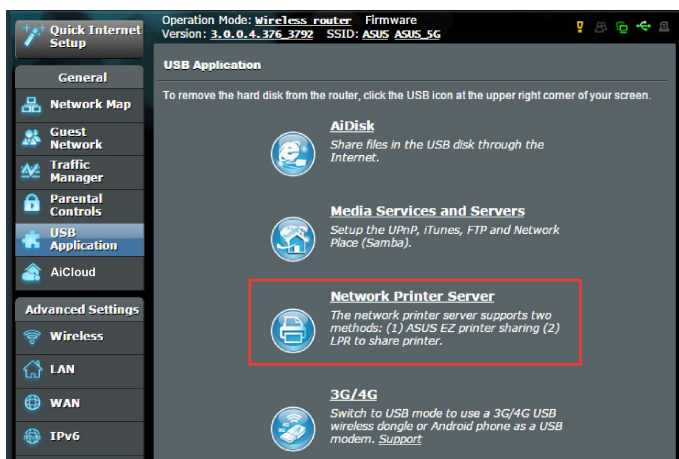 Quick Internet
Setup
General
Network Map
Guest
Network
Traffic
Manager
Parental
Controls
USB
Application
AiCloud
Advanced Settings
Wireless
LAN
WAN
IPv6
Operation Mode: Wireless router Firmware
Version: 3.0.0.4.376_3792 SSID: ASUS ASUS_5G
USB Application
To remove the hard disk from the router, click the USB icon at the upper right corner of your screen.
AiDisk
Share files in the USB disk through the
Internet.
Media Services and Servers
Setup the UPnP, iTunes, FTP and Network
Place (Samba).
Network Printer Server
The network printer server supports two
methods: (1) ASUS EZ printer sharing (2)
LPR to share printer.
3G/4G
Switch to USB mode to use a 3G/4G USB
wireless dongle or Android phone as a USB
modem. Support